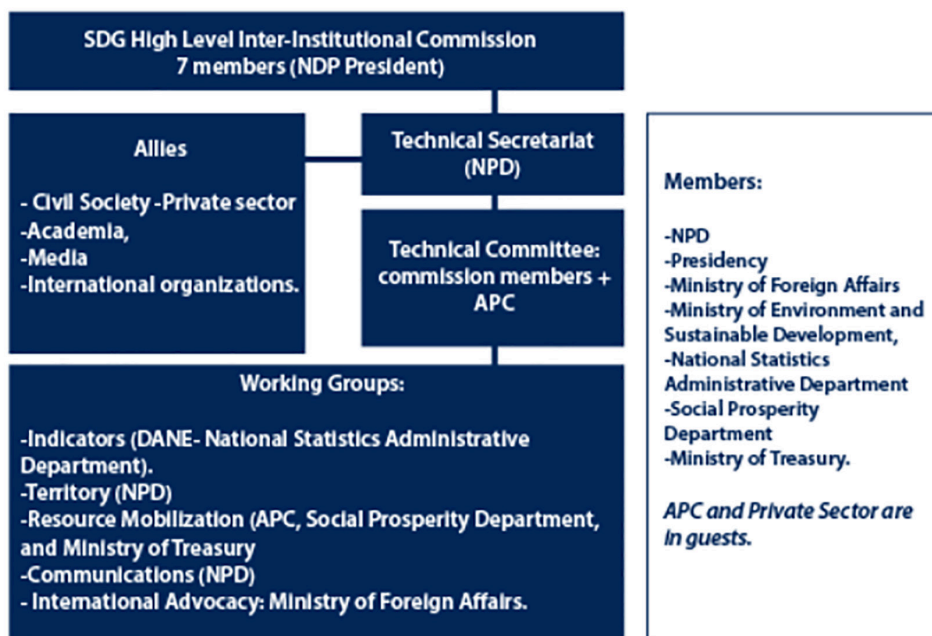 SDG High Level Inter-Institutional Commission
7 members (NDP President)
Allies
- Civil Society -Private sector
-Academia,
-Media
-International organizations.
Technical Secretariat
(NPD)
Technical Committee:
commission members +
APC
Working Groups:
-Indicators (DANE- National Statistics Administrative
Department).
-Territory (NPD)
-Resource Mobilization (APC, Social Prosperity Department,
and Ministry of Treasury
-Communications (NPD)
- International Advocacy: Ministry of Foreign Affairs.
Members:
-NPD
-Presidency
-Ministry of Foreign Affairs
-Ministry of Environment and
Sustainable Development,
-National Statistics
Administrative Department
-Social Prosperity
Department
-Ministry of Treasury.
APC and Private Sector are
in guests.